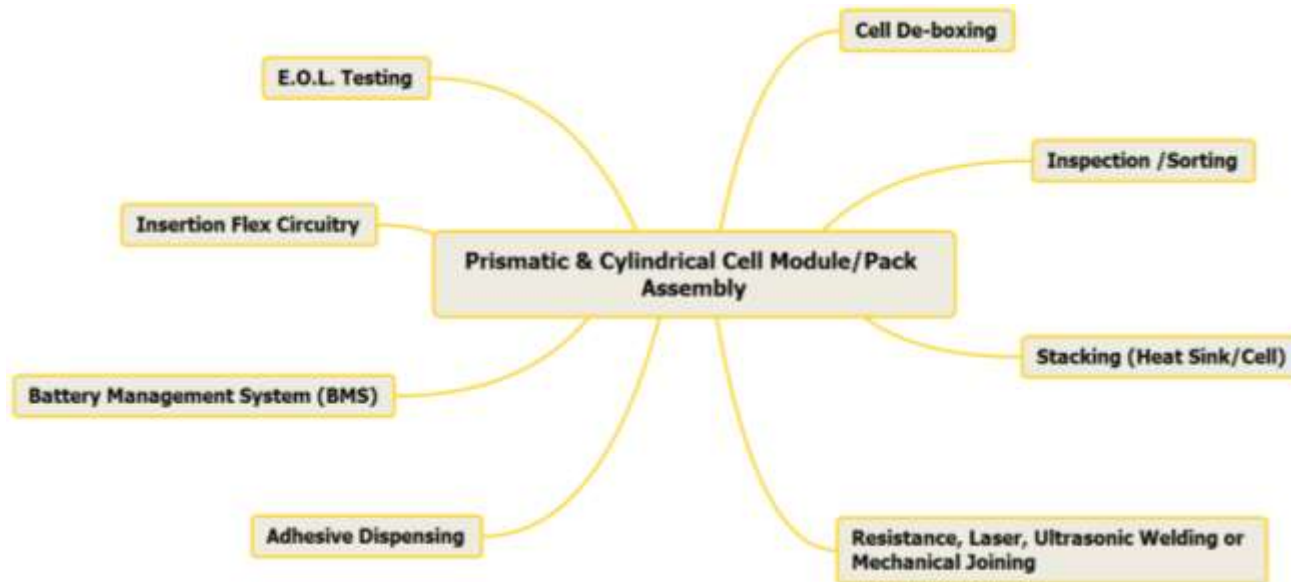 Cell De-boxing
E.O.L. Testing
Inspection /Sorting
Insertion Flex Circuitry
Prismatic & Cylindrical Cell Module/Pack
Assembly
Stacking (Heat Sink/Cell)
Battery Management System (BMS)
Adhesive Dispensing
Resistance, Laser, Ultrasonic Welding or
Mechanical Joining